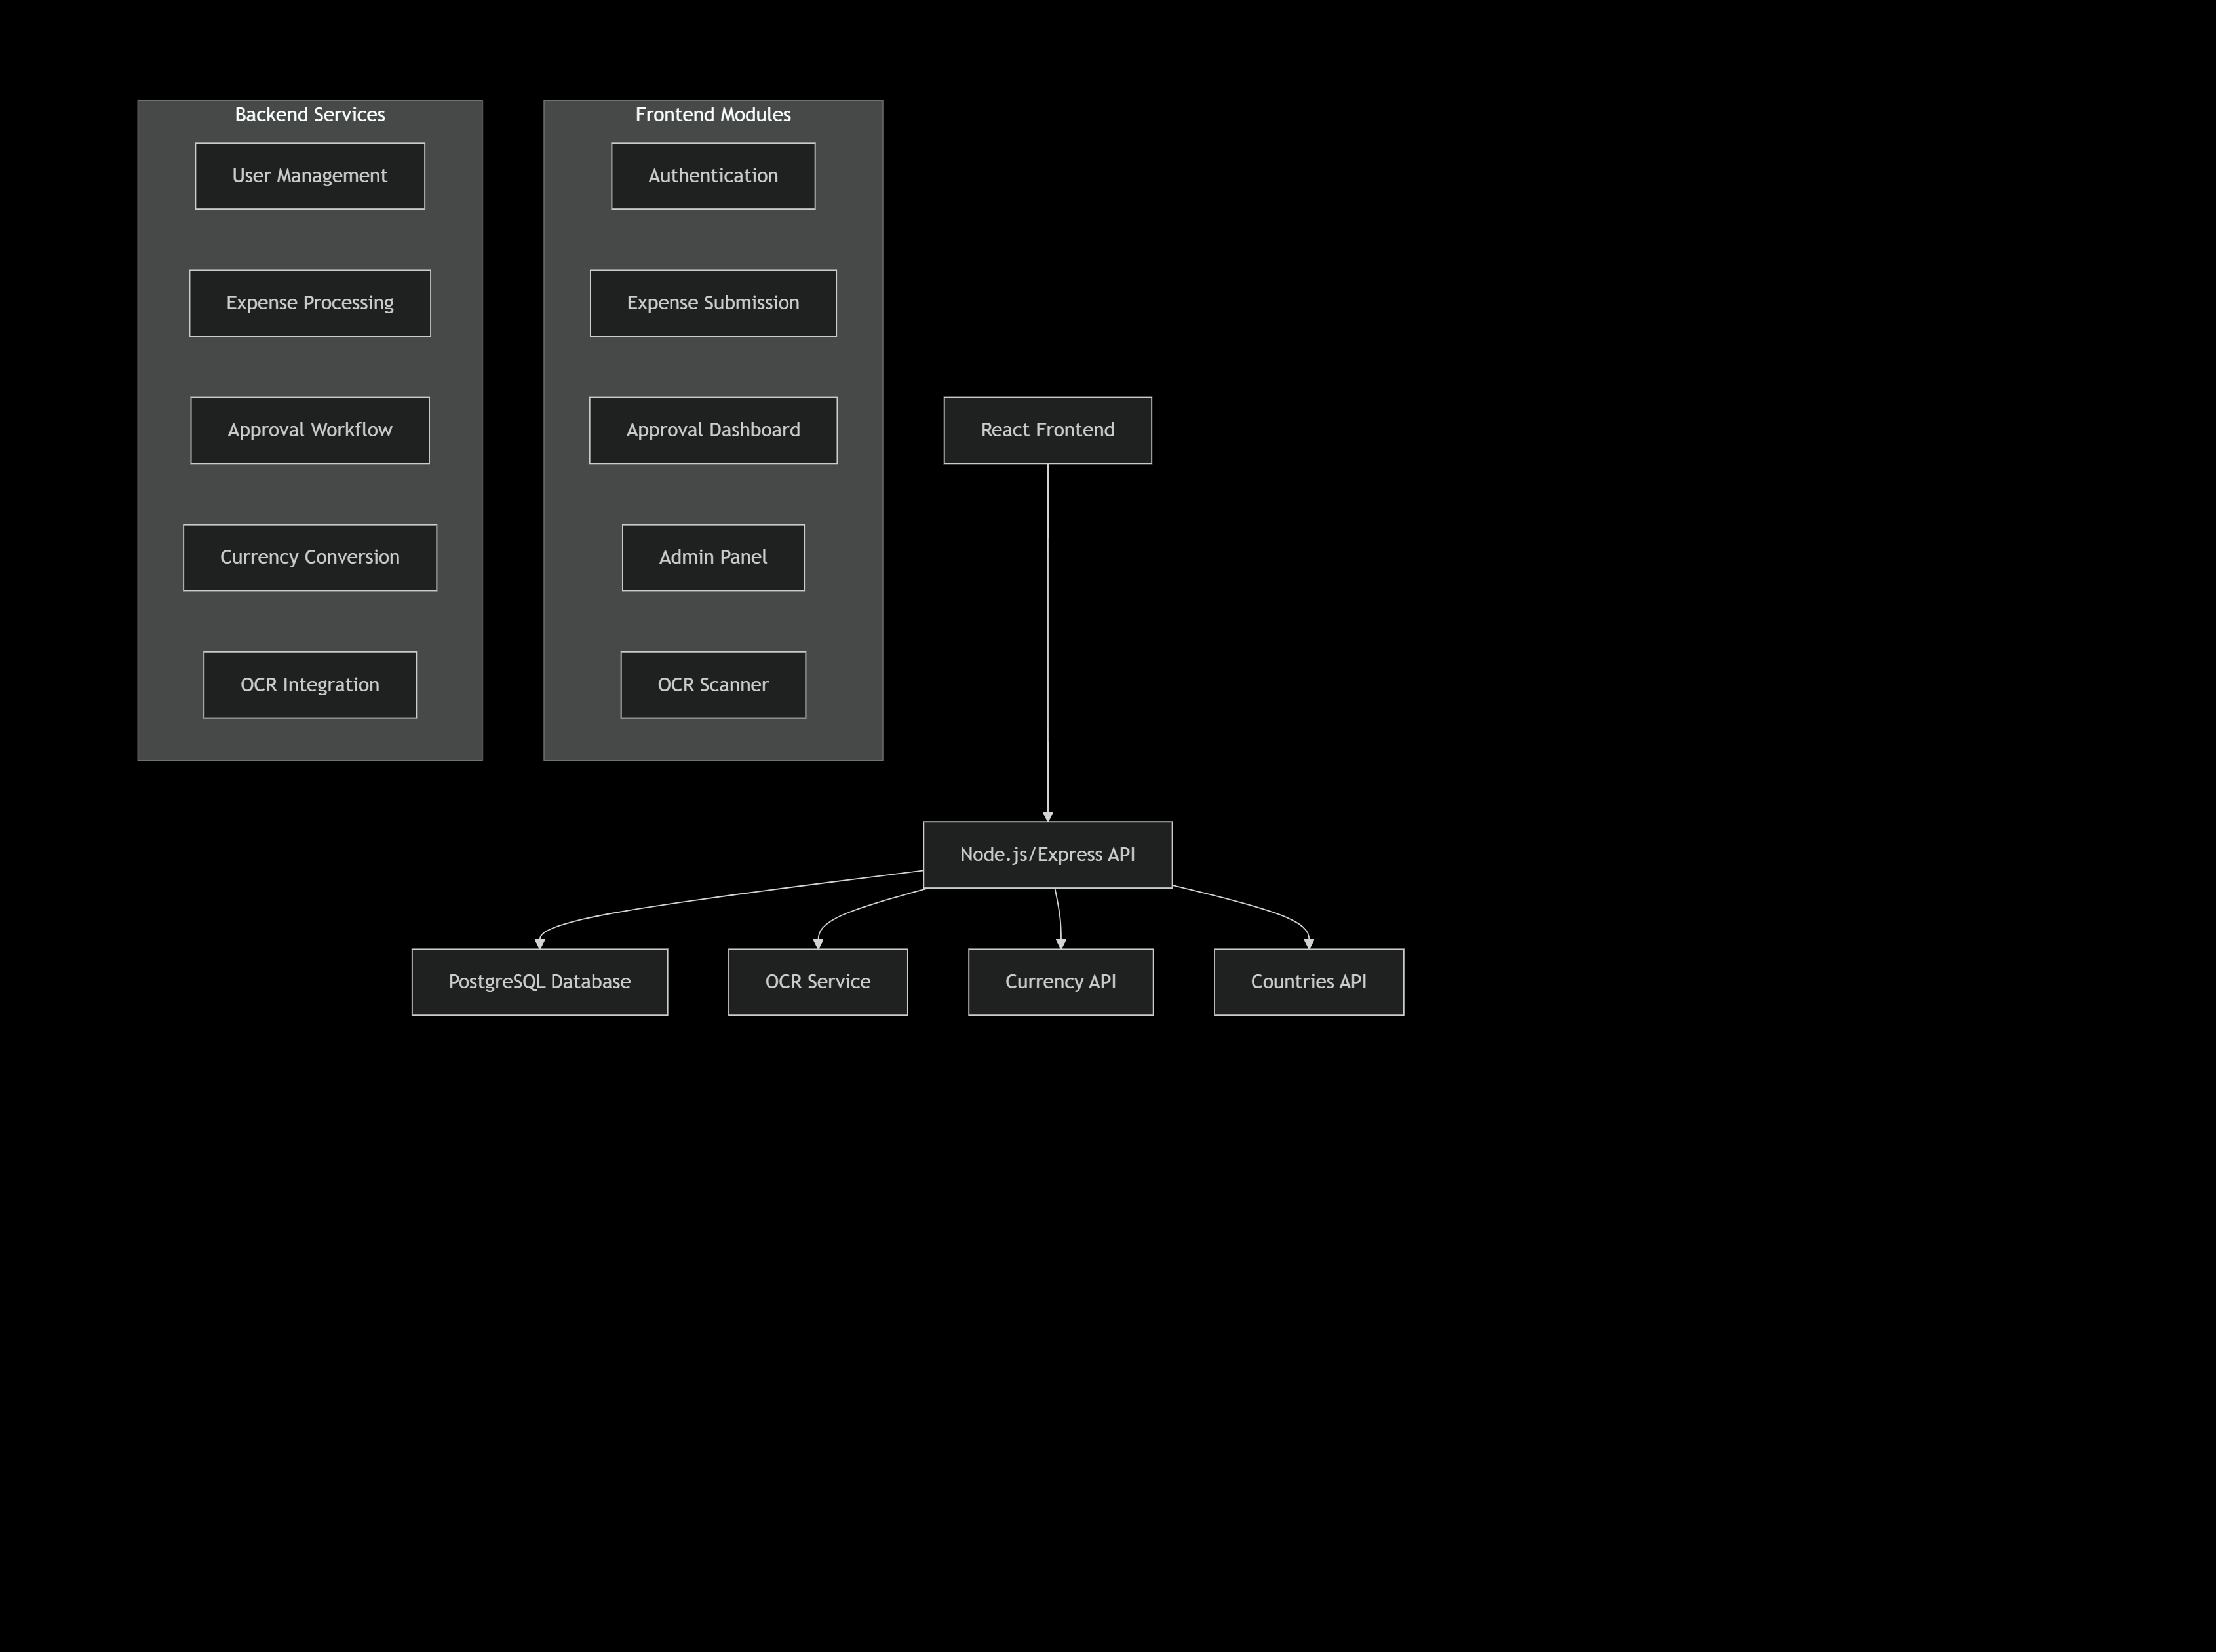 Backend Services
User Management
Expense Processing
Approval Workflow
Currency Conversion
OCR Integration
Frontend Modules
Authentication
Expense Submission
Approval Dashboard
Admin Panel
OCR Scanner
React Frontend
Node.js/Express API
PostgreSQL Database
OCR Service
Currency API
Countries API